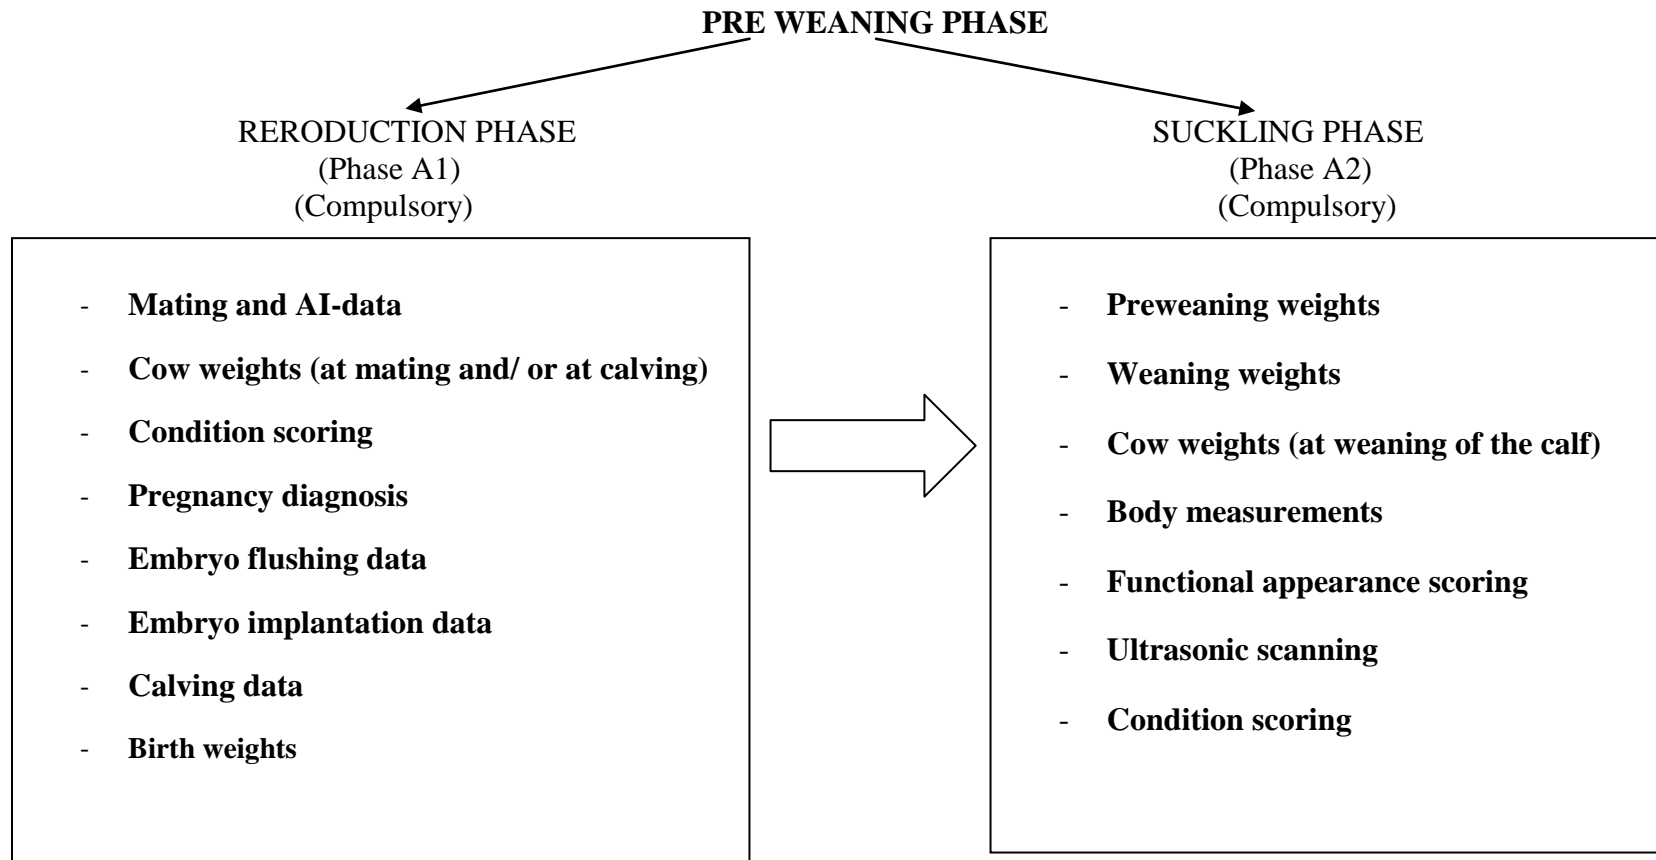 PRE WEANING PHASE
RERODUCTION PHASE
(Phase A1)
(Compulsory)
- Mating and AI-data
- Cow weights (at mating and/ or at calving)
- Condition scoring
- Pregnancy diagnosis
- Embryo flushing data
- Embryo implantation data
- Calving data
- Birth weights
SUCKLING PHASE
(Phase A2)
(Compulsory)
- Preweaning weights
- Weaning weights
- Cow weights (at weaning of the calf)
- Body measurements
- Functional appearance scoring
- Ultrasonic scanning
- Condition scoring